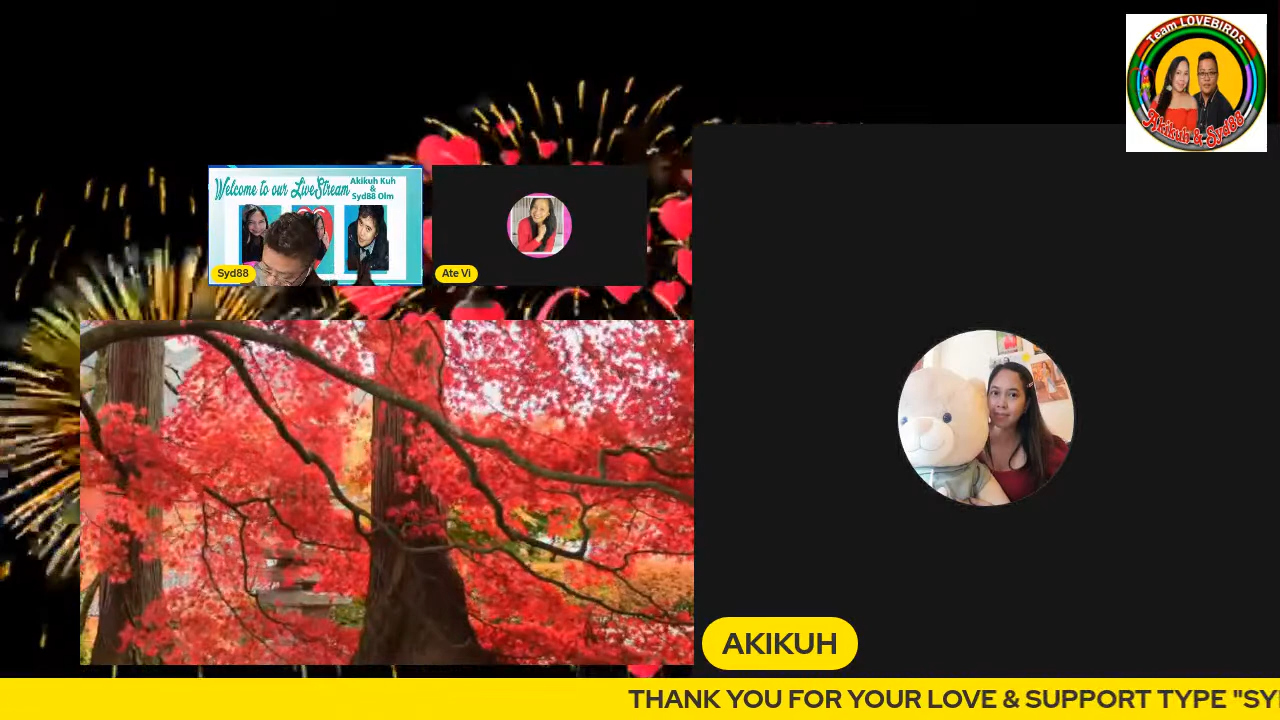 Team LOVEBIRDS
Akikuh & Syd88
Welcome to our LiveStream
Akikuh Kuh
&
Syd88 Olm
Syd88
Ate Vi
AKIKUH
THANK YOU FOR YOUR LOVE & SUPPORT TYPE "SY